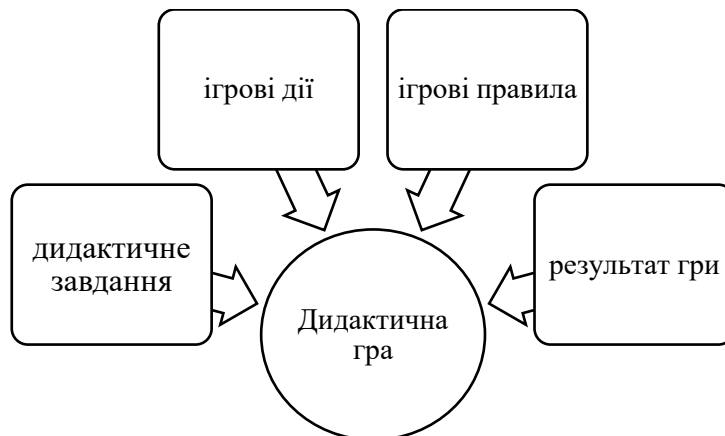 ігрові дії
ігрові правила
дидактичне
завдання
результат гри
Дидактична
гра